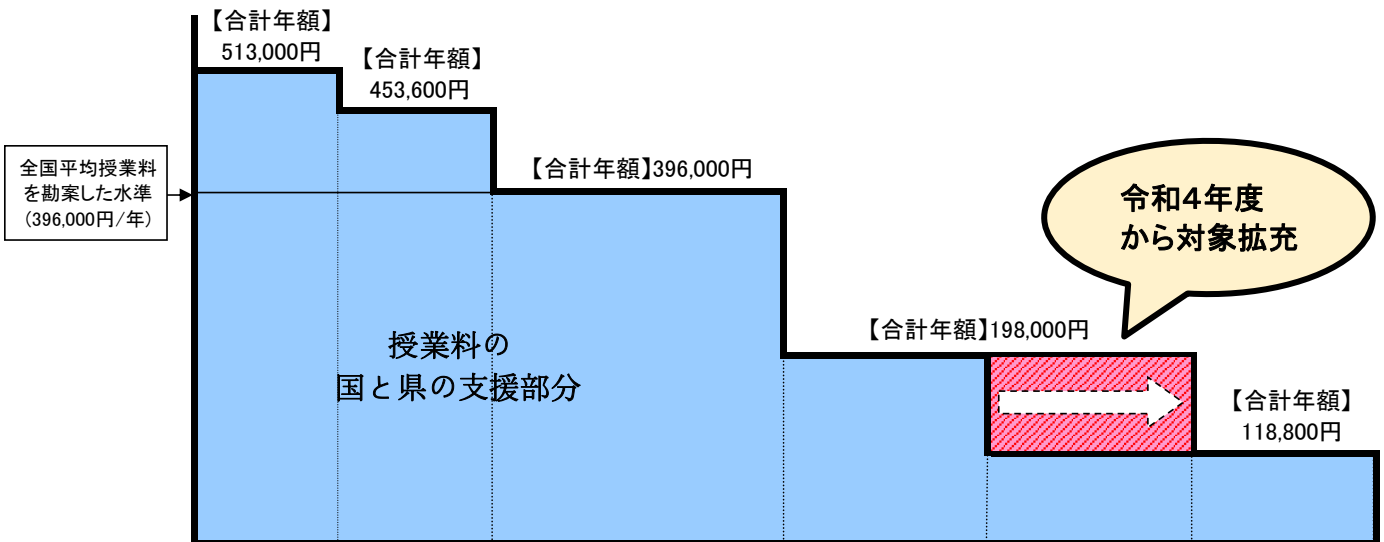 【合計年額】
513,000円
【合計年額】
453,600円
全国平均授業料
を勘案した水準
(396,000円/年)
【合計年額】396,000円
令和4年度
から対象拡充
【合計年額】198,000円
授業料の
国と県の支援部分
【合計年額】
118,800円